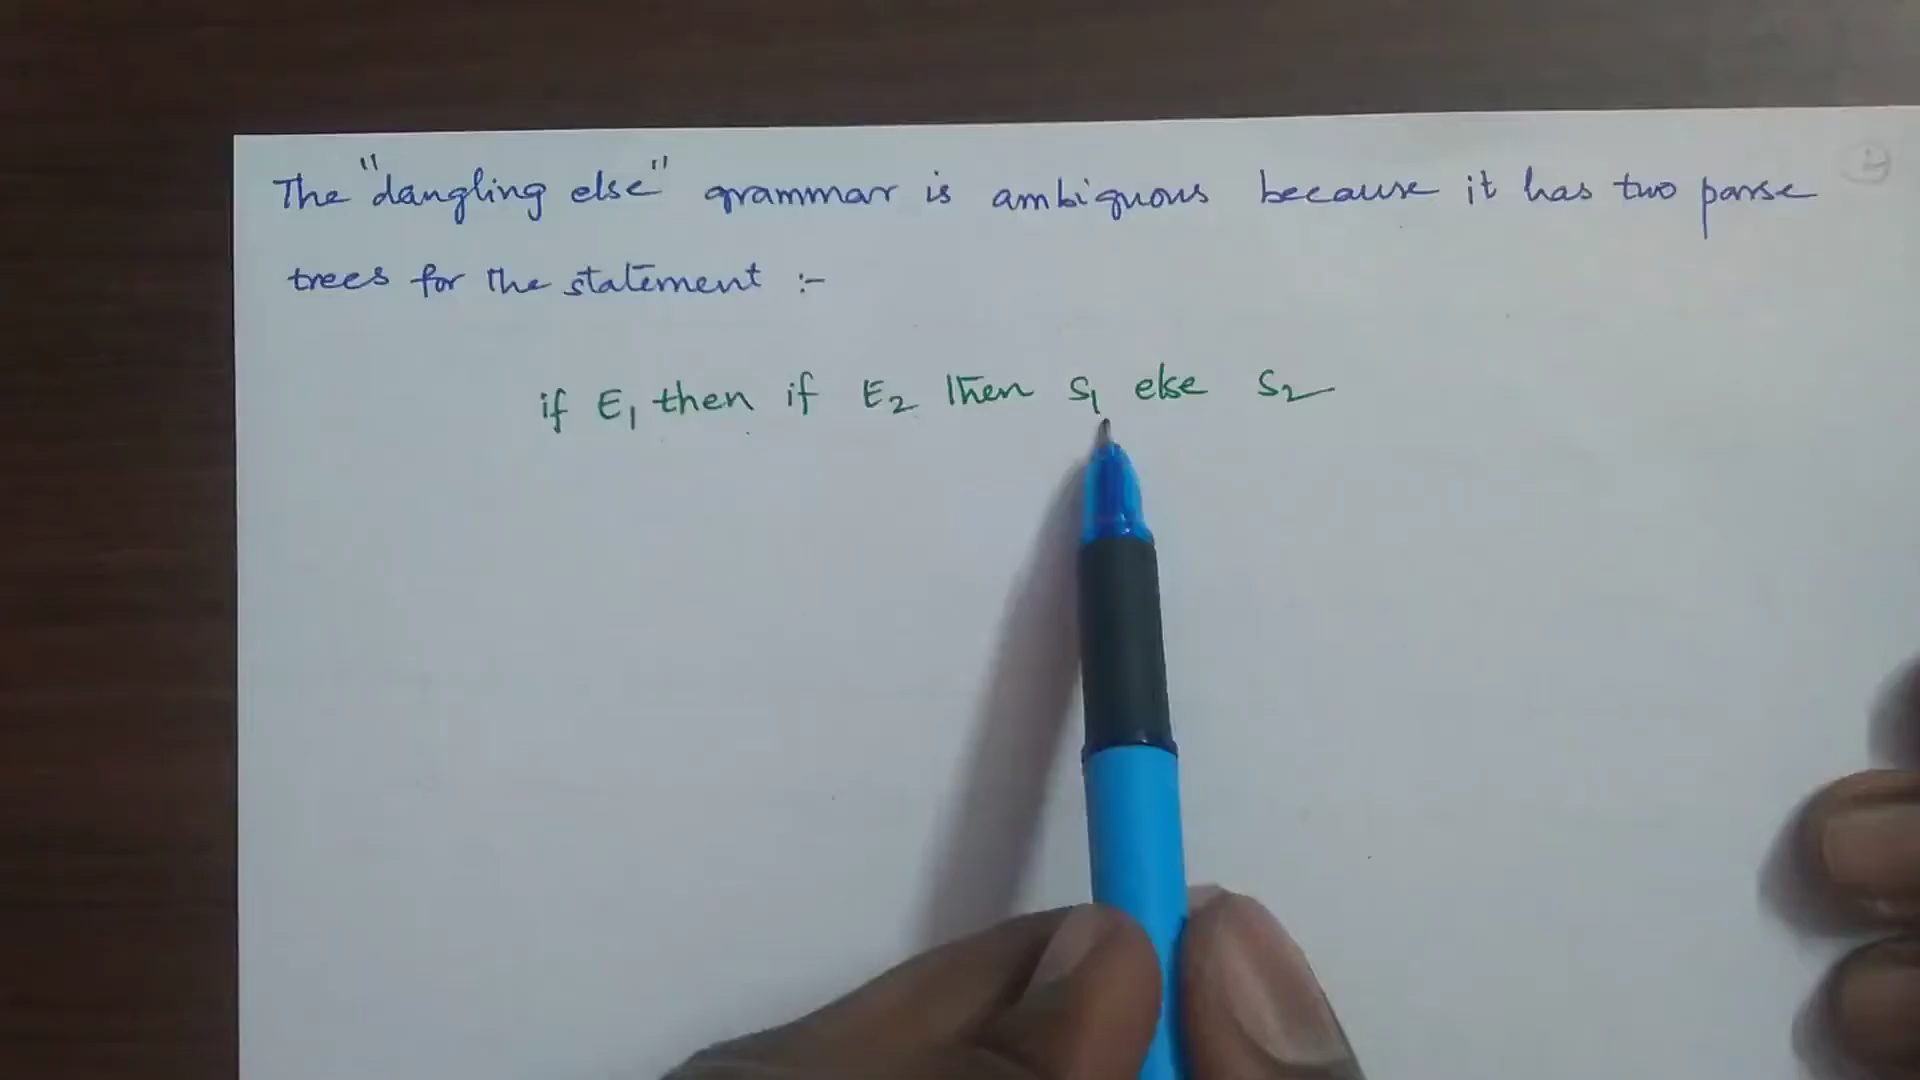 The "dangling else" grammar is ambiguous because it has two parse
trees for the statement :-
if E1 then if E2 then S1 else S2